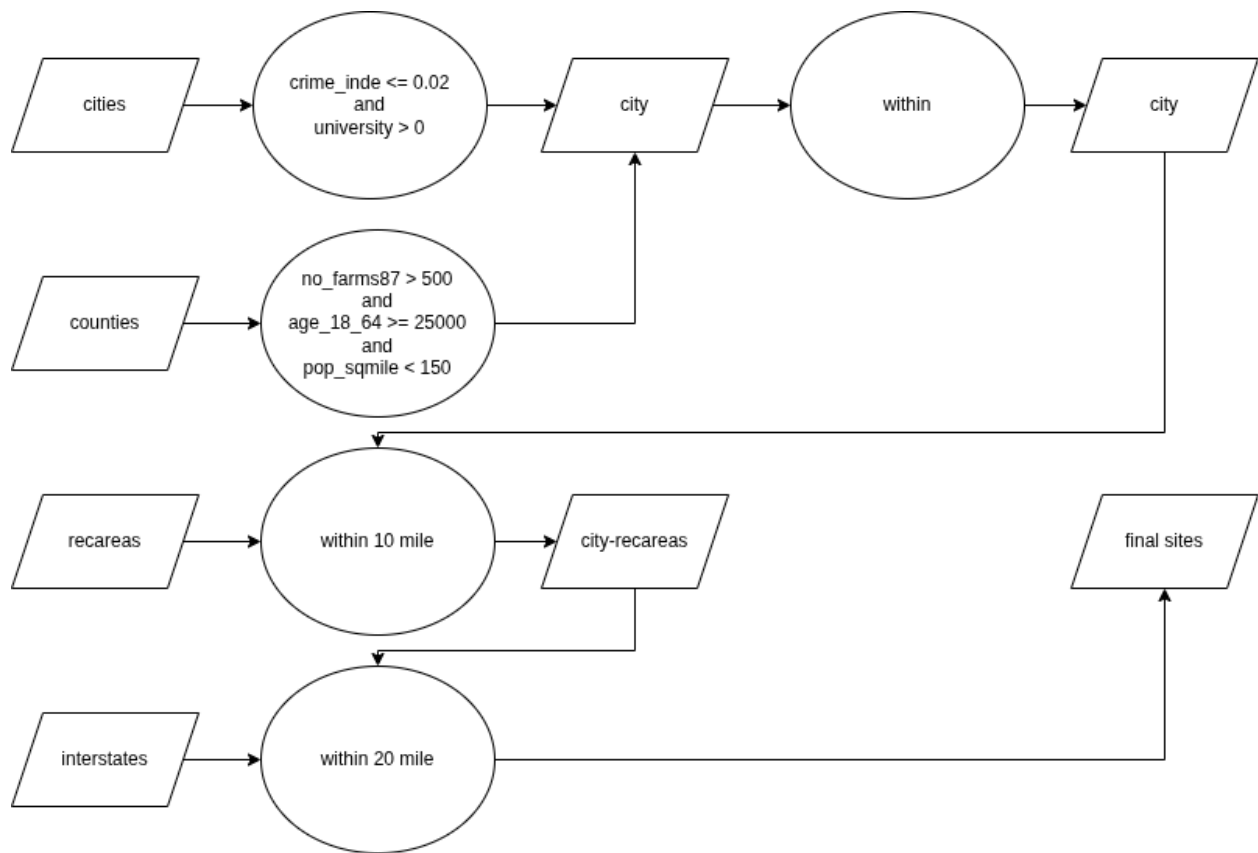 cities
crime_inde <= 0.02
and
university > 0
city
within
city
counties
no_farms87 > 500
and
age_18_64 >= 25000
and
pop_sqmile < 150
recareas
within 10 mile
city-recareas
final sites
interstates
within 20 mile